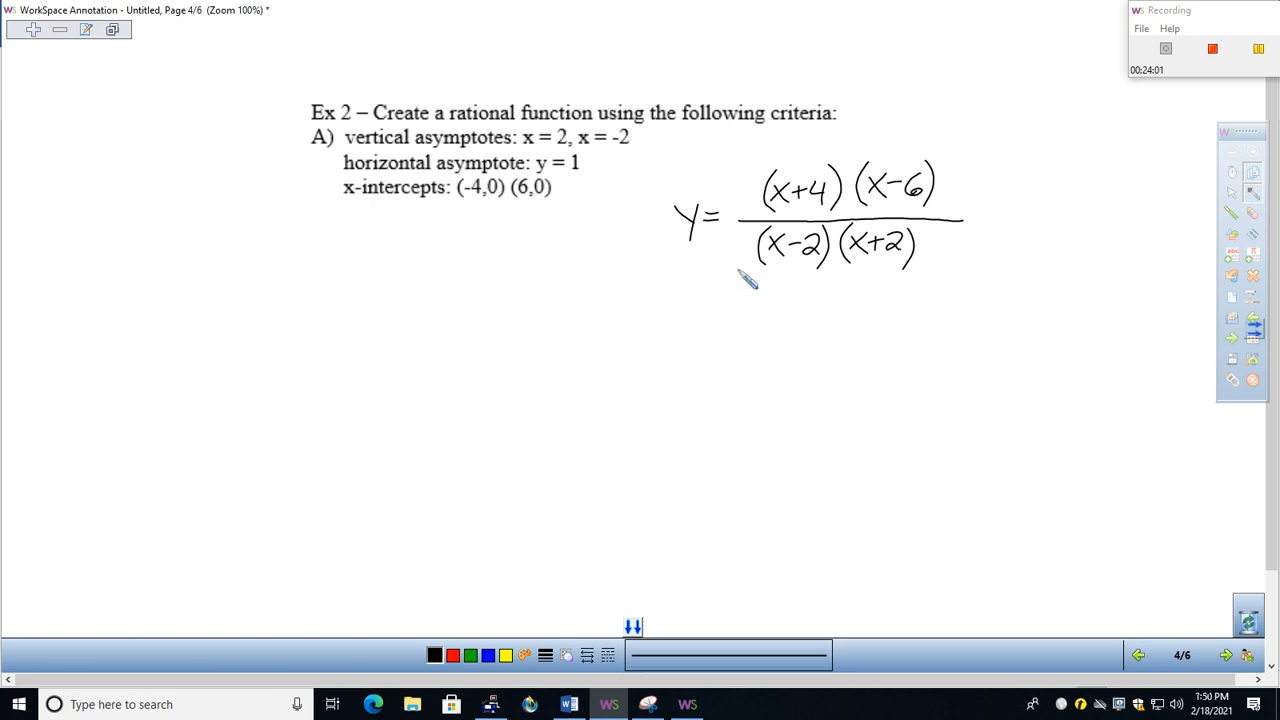 WorkSpace Annotation - Untitled, Page 4/6 (Zoom 100%) *
Recording
File Help
00:24:01
Ex 2 – Create a rational function using the following criteria:
A) vertical asymptotes: x = 2, x = -2
horizontal asymptote: y = 1
x-intercepts: (-4,0) (6,0)
y = (x+4) (x-6)
(x-2) (x+2)
4/6
Type here to search
7:50 PM
2/18/2021